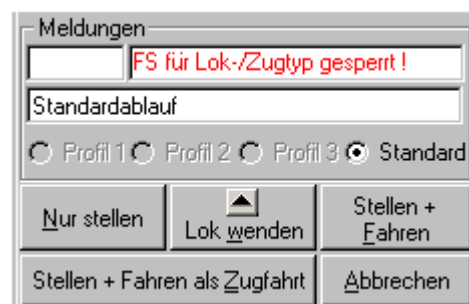 Meldungen
FS für Lok-/Zugtyp gesperrt !
Standardablauf
Profil 1 Profil 2 Profil 3 Standard
Nur stellen
Lok wenden
Stellen +
Fahren
Stellen + Fahren als Zugfahrt
Abbrechen